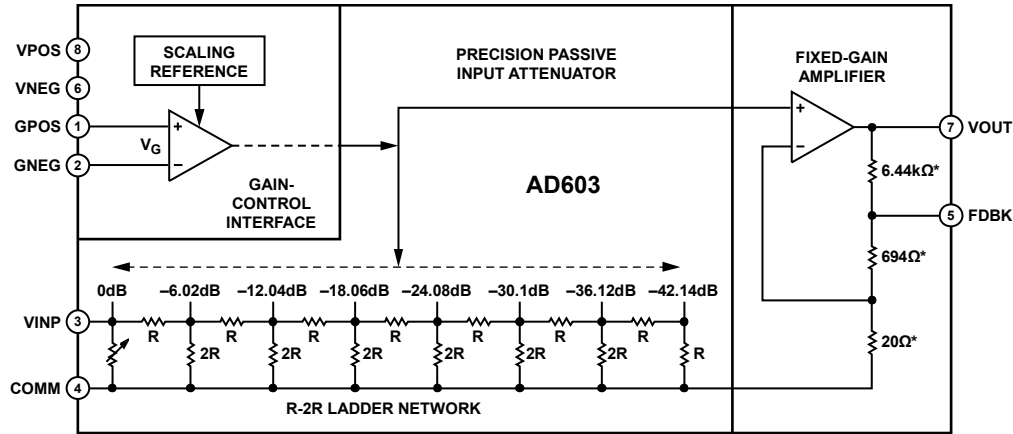 VPOS 8
VNEG 6
GPOS 1
GNEG 2
SCALING
REFERENCE
VG
+
−
GAIN-
CONTROL
INTERFACE
PRECISION PASSIVE
INPUT ATTENUATOR
AD603
FIXED-GAIN
AMPLIFIER
+
−
7 VOUT
6.44kΩ*
5 FDBK
694Ω*
20Ω*
0dB −6.02dB −12.04dB −18.06dB −24.08dB −30.1dB −36.12dB −42.14dB
VINP 3
R R R R R R R
2R 2R 2R 2R 2R 2R R
COMM 4
R-2R LADDER NETWORK